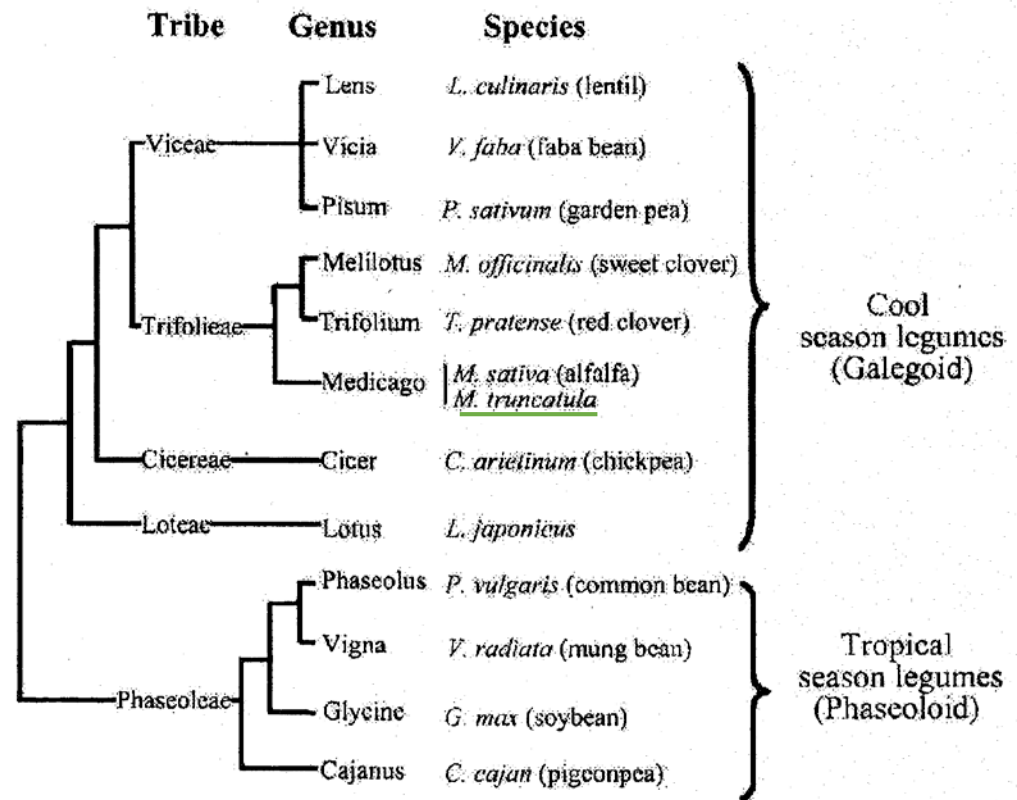 Tribe Genus Species
Lens L. culinaris (lentil)
Viceae Vicia V. faba (faba bean)
Pisum P. sativum (garden pea)
Melilotus M. officinalis (sweet clover)
Trifolieae Trifolium T. pratense (red clover)
Medicago M. sativa (alfalfa)
M. truncatula
Cicereae Cicer C. arietinum (chickpea)
Loteae Lotus L. japonicus
Cool
season legumes
(Galegoid)
Phaseolus P. vulgaris (common bean)
Vigna V. radiata (mung bean)
Phaseoleae Glycine G. max (soybean)
Cajanus C. cajan (pigeonpea)
Tropical
season legumes
(Phaseoloid)